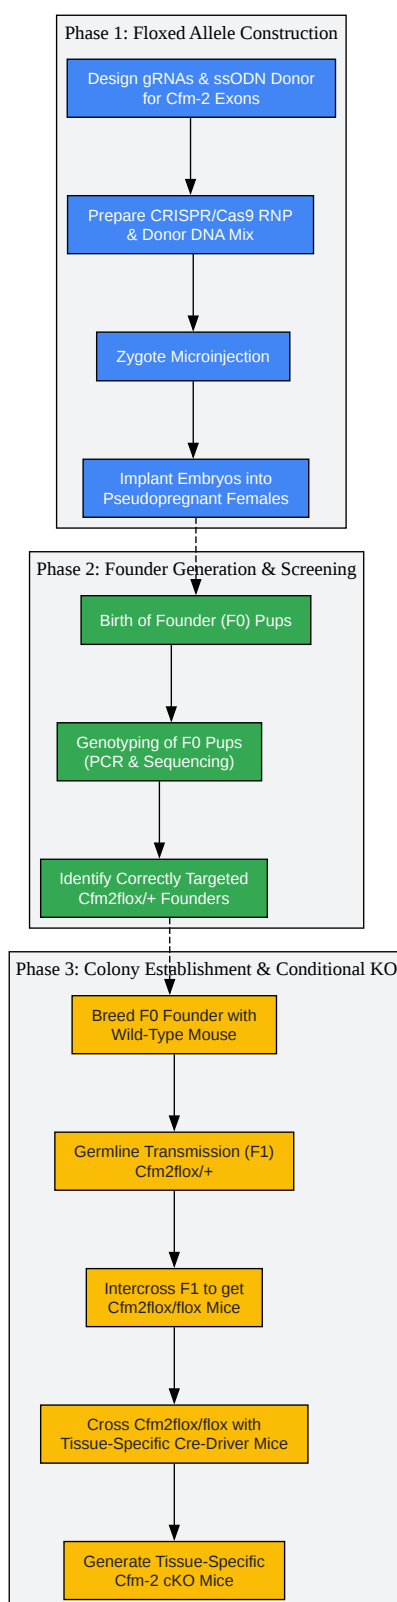 Phase 1: Floxed Allele Construction
Design gRNAs & ssODN Donor
for Cfm-2 Exons
Prepare CRISPR/Cas9 RNP
& Donor DNA Mix
Zygote Microinjection
Implant Embryos into
Pseudopregnant Females
Phase 2: Founder Generation & Screening
Birth of Founder (F0) Pups
Genotyping of F0 Pups
(PCR & Sequencing)
Identify Correctly Targeted
Cfm2flox/+ Founders
Phase 3: Colony Establishment & Conditional KO
Breed F0 Founder with
Wild-Type Mouse
Germline Transmission (F1)
Cfm2flox/+
Intercross F1 to get
Cfm2flox/flox Mice
Cross Cfm2flox/flox with
Tissue-Specific Cre-Driver Mice
Generate Tissue-Specific
Cfm-2 cKO Mice